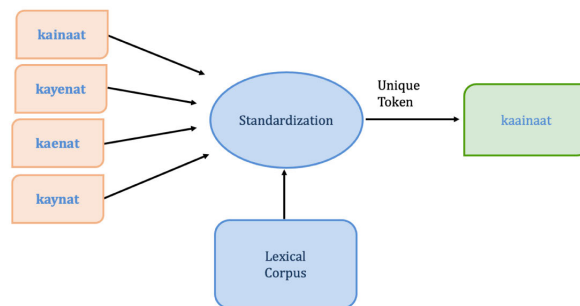 kainaat
kayenat
kaenat
kaynat
Standardization
Unique
Token
kaainaat
Lexical
Corpus